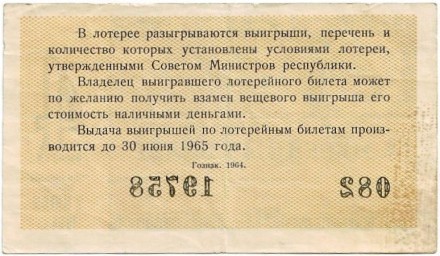 В лотерее разыгрываются выигрыши, перечень и
количество которых установлены условиями лотереи,
утвержденными Советом Министров республики.
Владелец выигравшего лотерейного билета может
по желанию получить взамен вещевого выигрыша его
стоимость наличными деньгами.
Выдача выигрышей по лотерейным билетам произ-
водится до 30 июня 1965 года.
Гознак. 1964.
19758 082